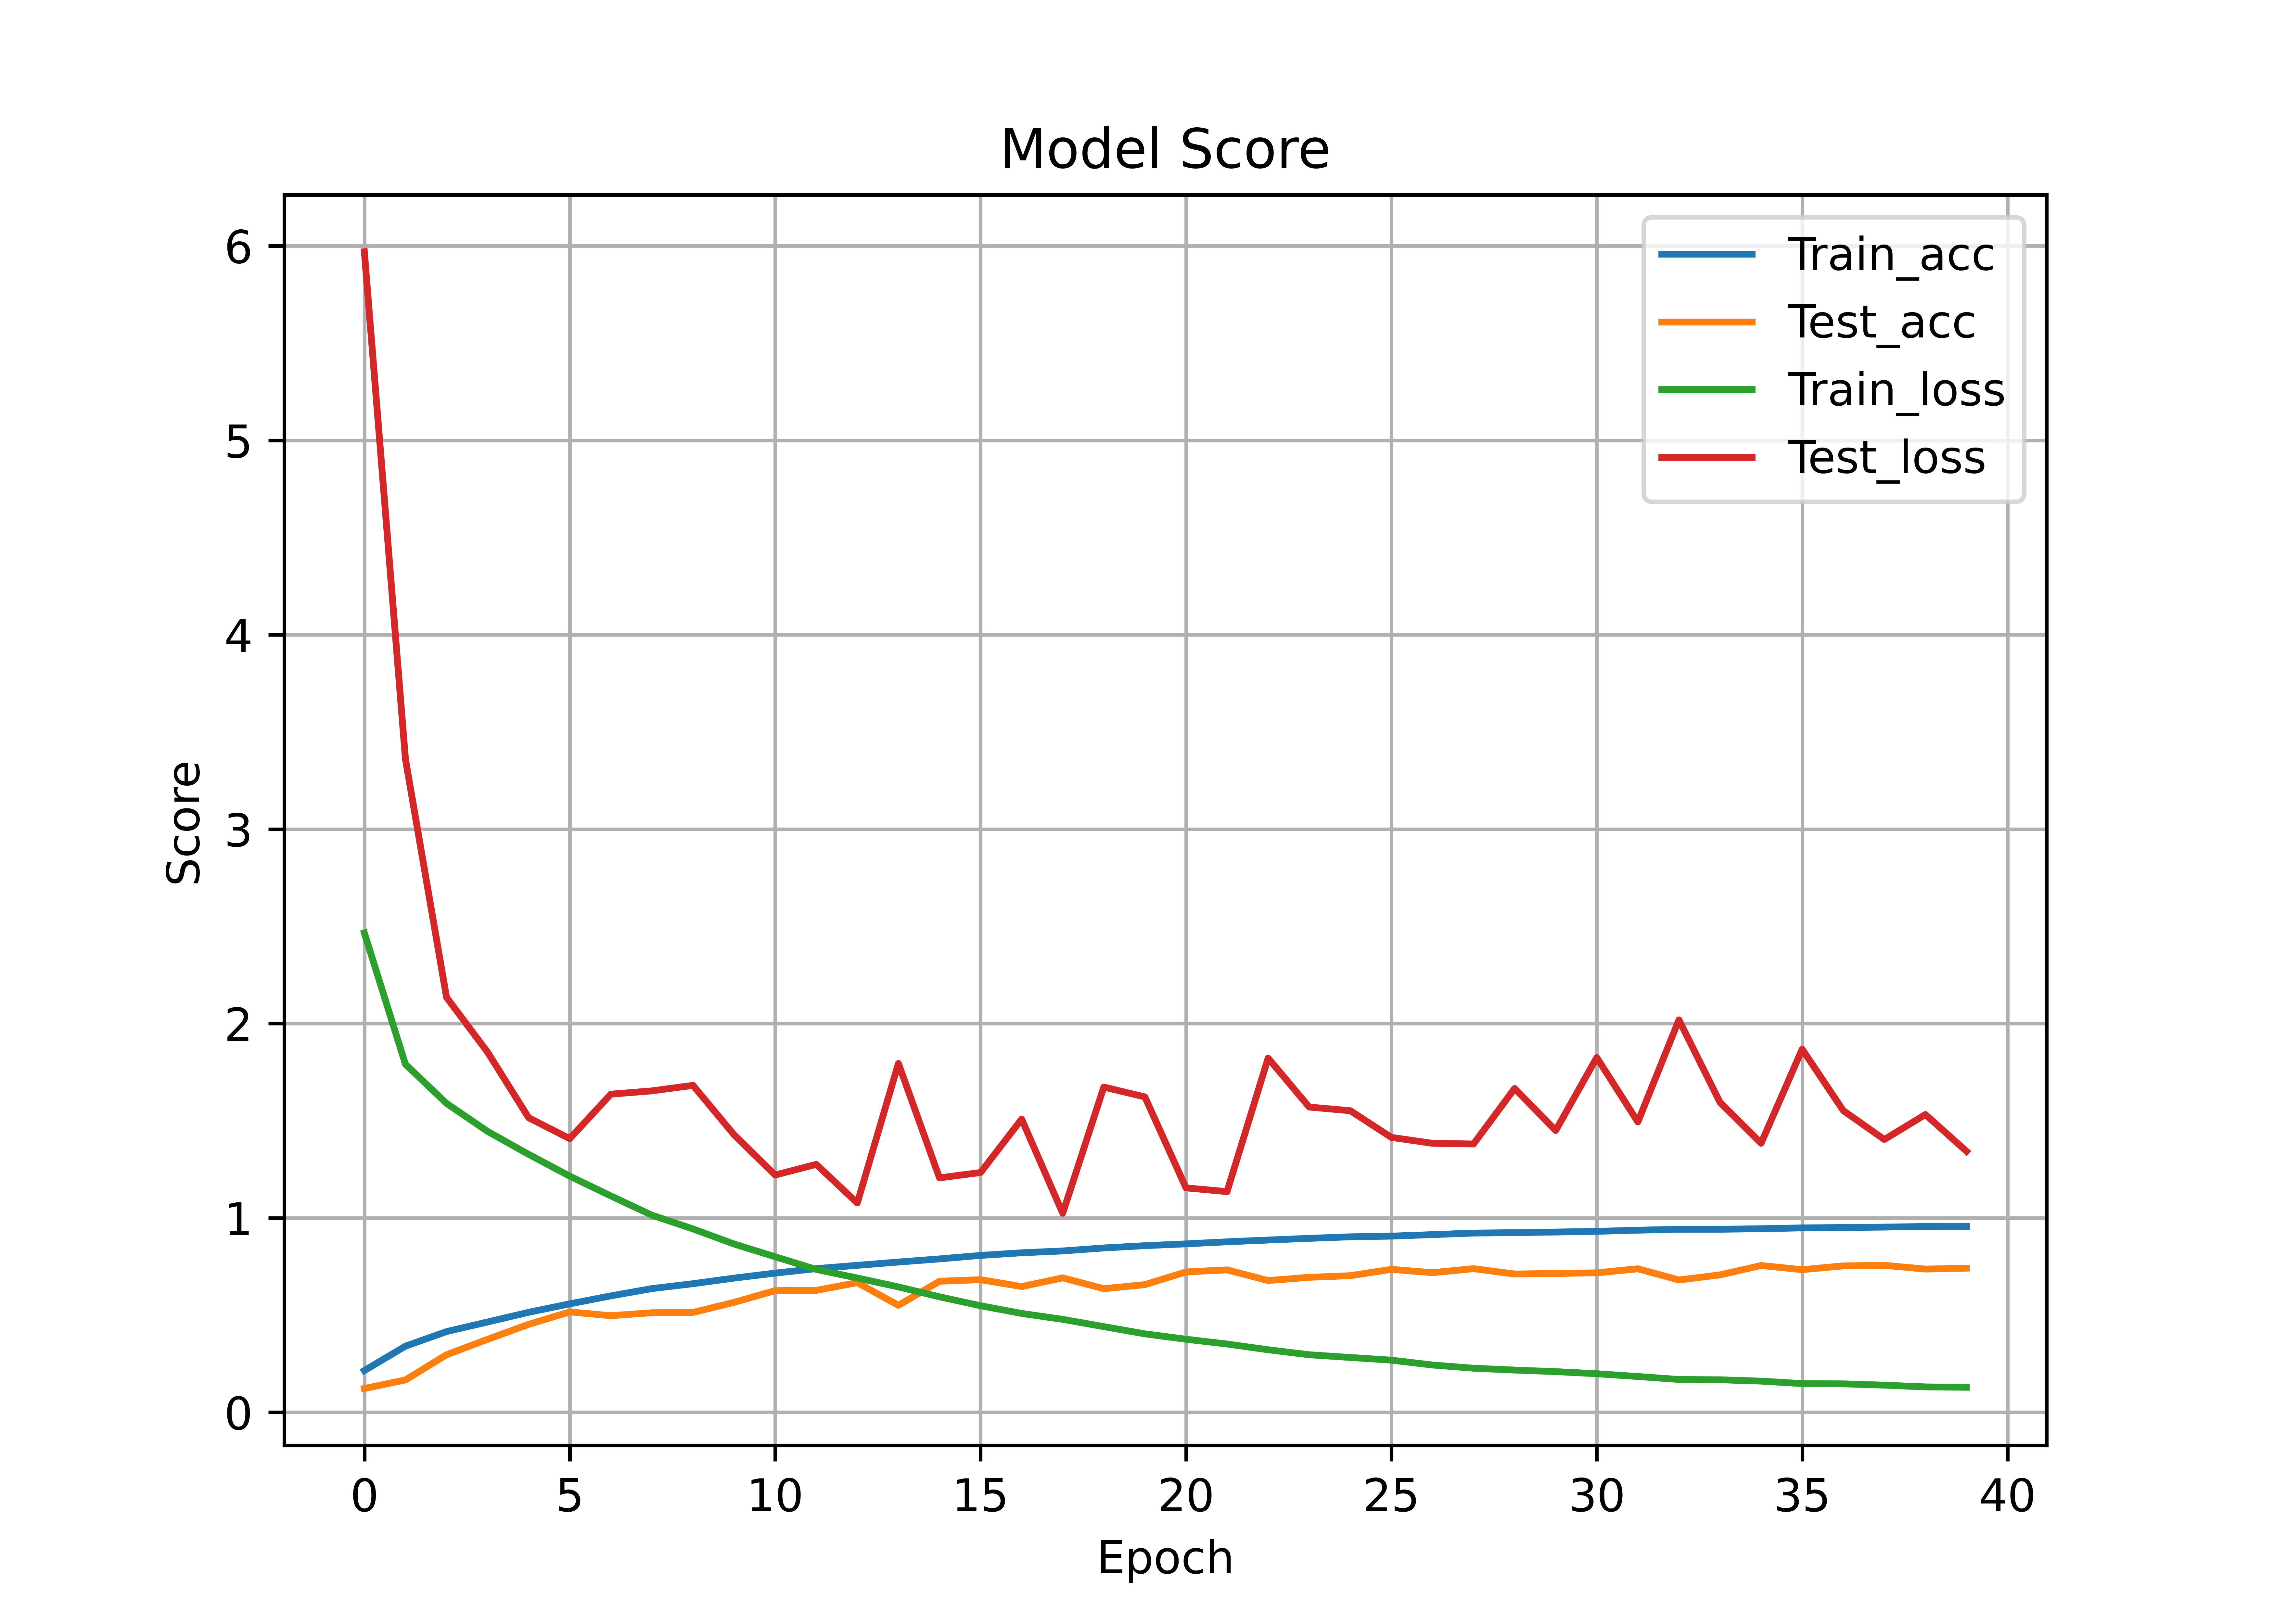 Model Score
6
5
4
3
2
1
0
Score
0 5 10 15 20 25 30 35 40
Epoch
Train_acc
Test_acc
Train_loss
Test_loss